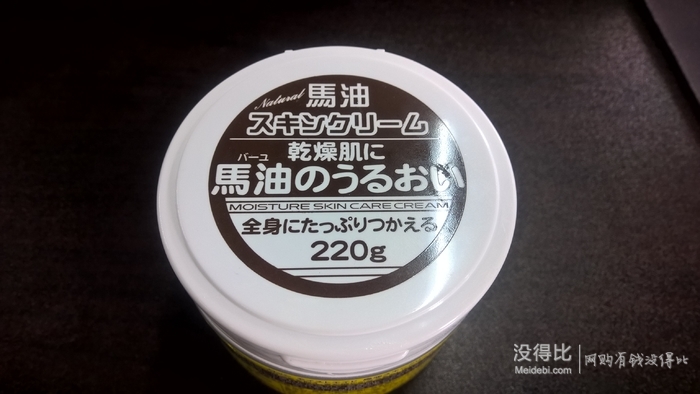 Natural 馬油
スキンクリーム
乾燥肌に
バーユ
馬油のうるおい
MOISTURE SKIN CARE CREAM
全身にたっぷりつかえる
220g
没得比
Meidebi.com
网购有钱没得比